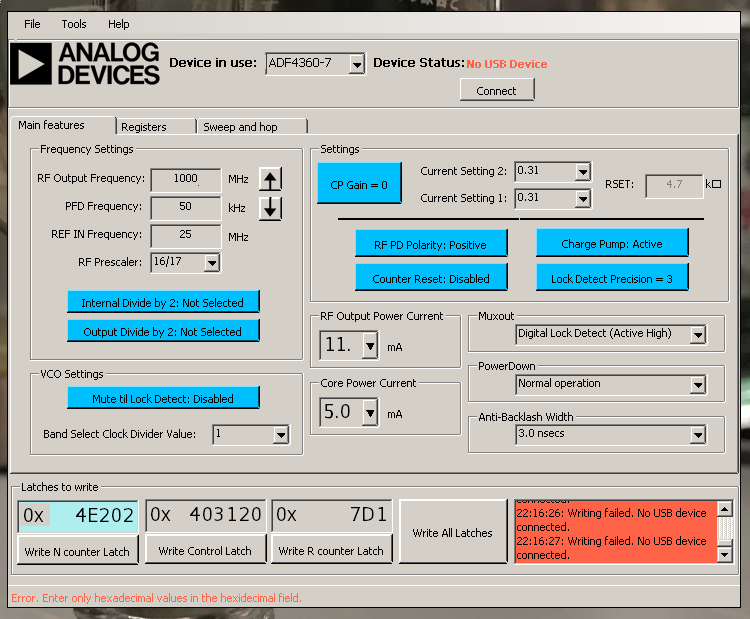 File Tools Help
ANALOG
DEVICES
Device in use: ADF4360-7 Device Status: No USB Device
Connect
Main features Registers Sweep and hop
Frequency Settings
RF Output Frequency: 1000 MHz
PFD Frequency: 50 kHz
REF IN Frequency: 25 MHz
RF Prescaler: 16/17
Internal Divide by 2: Not Selected
Output Divide by 2: Not Selected
VCO Settings
Mute til Lock Detect: Disabled
Band Select Clock Divider Value: 1
Settings
CP Gain = 0
Current Setting 2: 0.31
Current Setting 1: 0.31
RSET: 4.7 k□
RF PD Polarity: Positive Charge Pump: Active
Counter Reset: Disabled Lock Detect Precision = 3
RF Output Power Current
11. mA
Core Power Current
5.0 mA
Muxout
Digital Lock Detect (Active High)
PowerDown
Normal operation
Anti-Backlash Width
3.0 nsecs
Latches to write
0x 4E202 0x 403120 0x 7D1
Write N counter Latch Write Control Latch Write R counter Latch
Write All Latches
connected.
22:16:26: Writing failed. No USB device
connected.
22:16:27: Writing failed. No USB device
connected.
Error. Enter only hexadecimal values in the hexidecimal field.